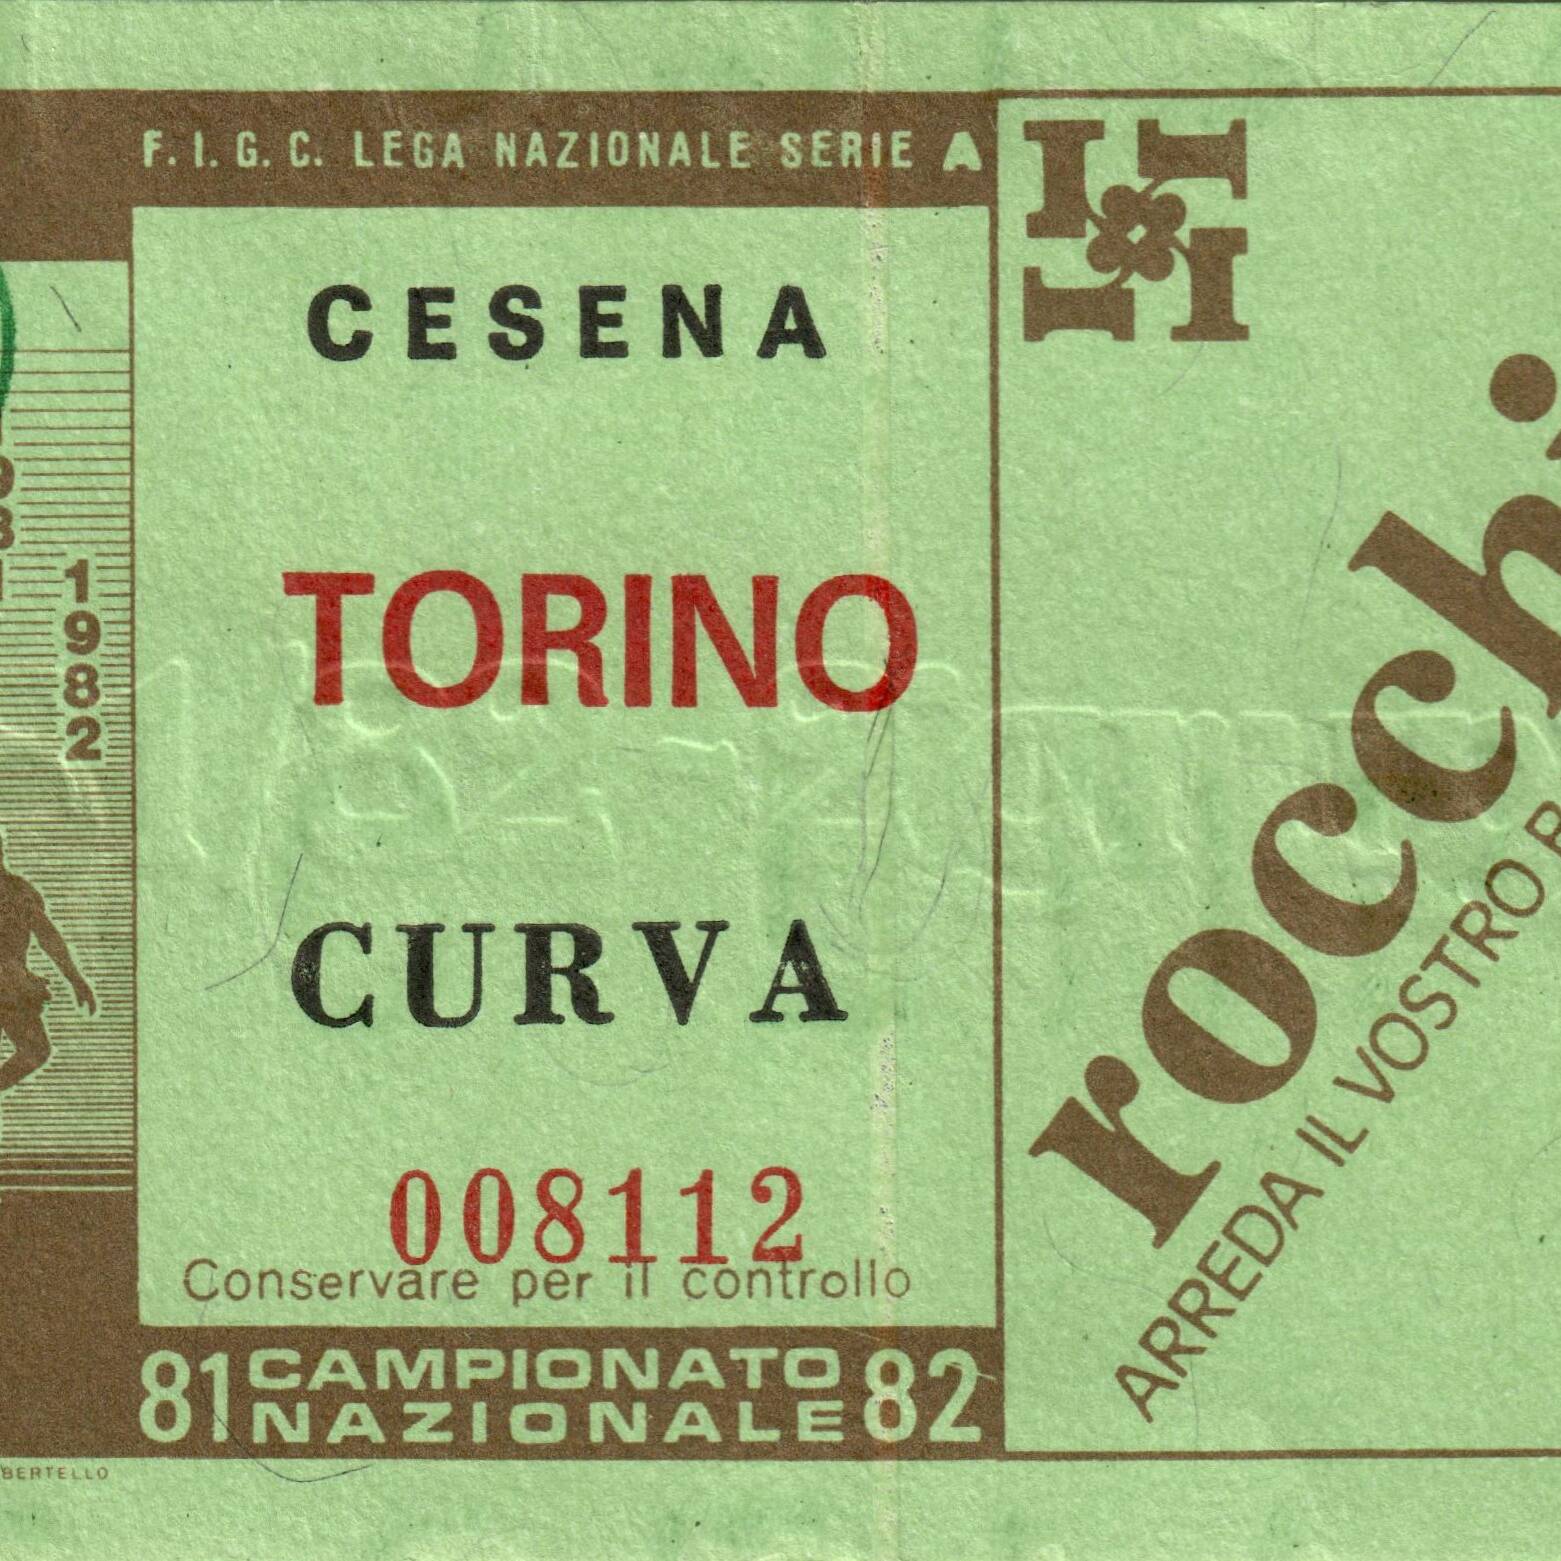 F. I. G. C. LEGA NAZIONALE SERIE A
CESENA
TORINO
CURVA
008112
Conservare per il controllo
81 CAMPIONATO NAZIONALE 82
1982
BERTELLO
rocchi
ARREDA IL VOSTRO